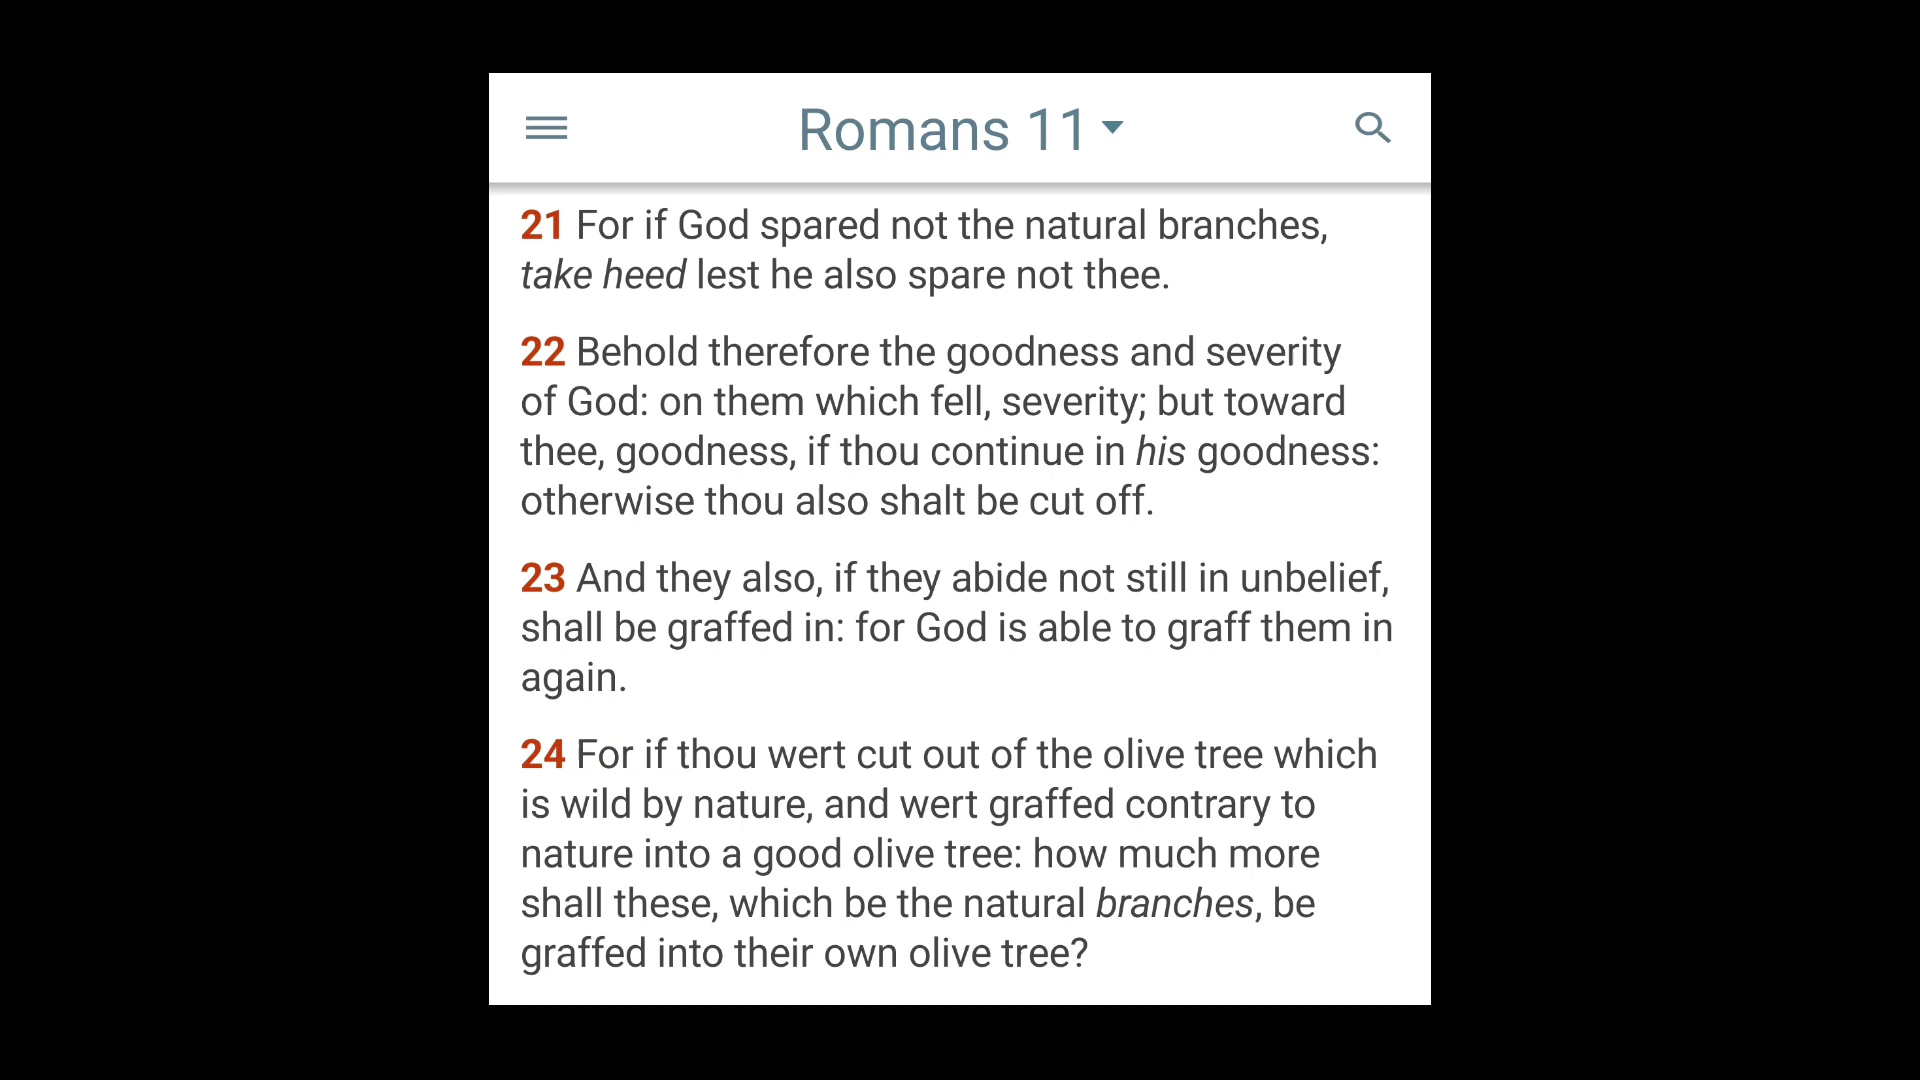 Romans 11
21 For if God spared not the natural branches,
take heed lest he also spare not thee.
22 Behold therefore the goodness and severity
of God: on them which fell, severity; but toward
thee, goodness, if thou continue in his goodness:
otherwise thou also shalt be cut off.
23 And they also, if they abide not still in unbelief,
shall be graffed in: for God is able to graff them in
again.
24 For if thou wert cut out of the olive tree which
is wild by nature, and wert graffed contrary to
nature into a good olive tree: how much more
shall these, which be the natural branches, be
graffed into their own olive tree?